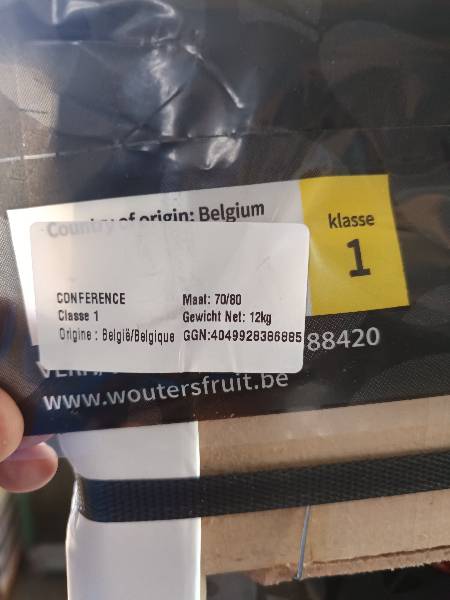 Country of origin: Belgium
klasse
1
CONFERENCE
Maat: 70/80
Classe 1
Gewicht Net: 12kg
Origine : België/Belgique
GGN:4049928386885
88420
www.woutersfruit.be